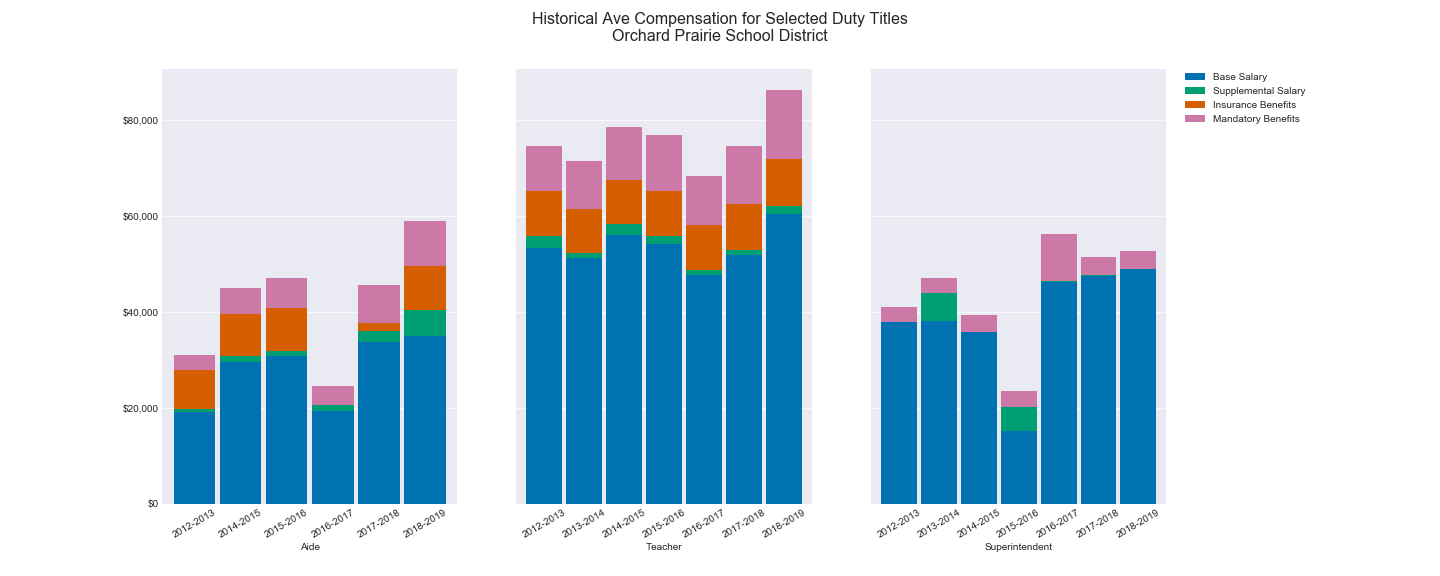 Historical Ave Compensation for Selected Duty Titles
Orchard Prairie School District
Base Salary
Supplemental Salary
Insurance Benefits
Mandatory Benefits
$80,000
$60,000
$40,000
$20,000
$0
2012-2013
2014-2015
2015-2016
2016-2017
2017-2018
2018-2019
Aide
2012-2013
2013-2014
2014-2015
2015-2016
2016-2017
2017-2018
2018-2019
Teacher
2012-2013
2013-2014
2014-2015
2015-2016
2016-2017
2017-2018
2018-2019
Superintendent